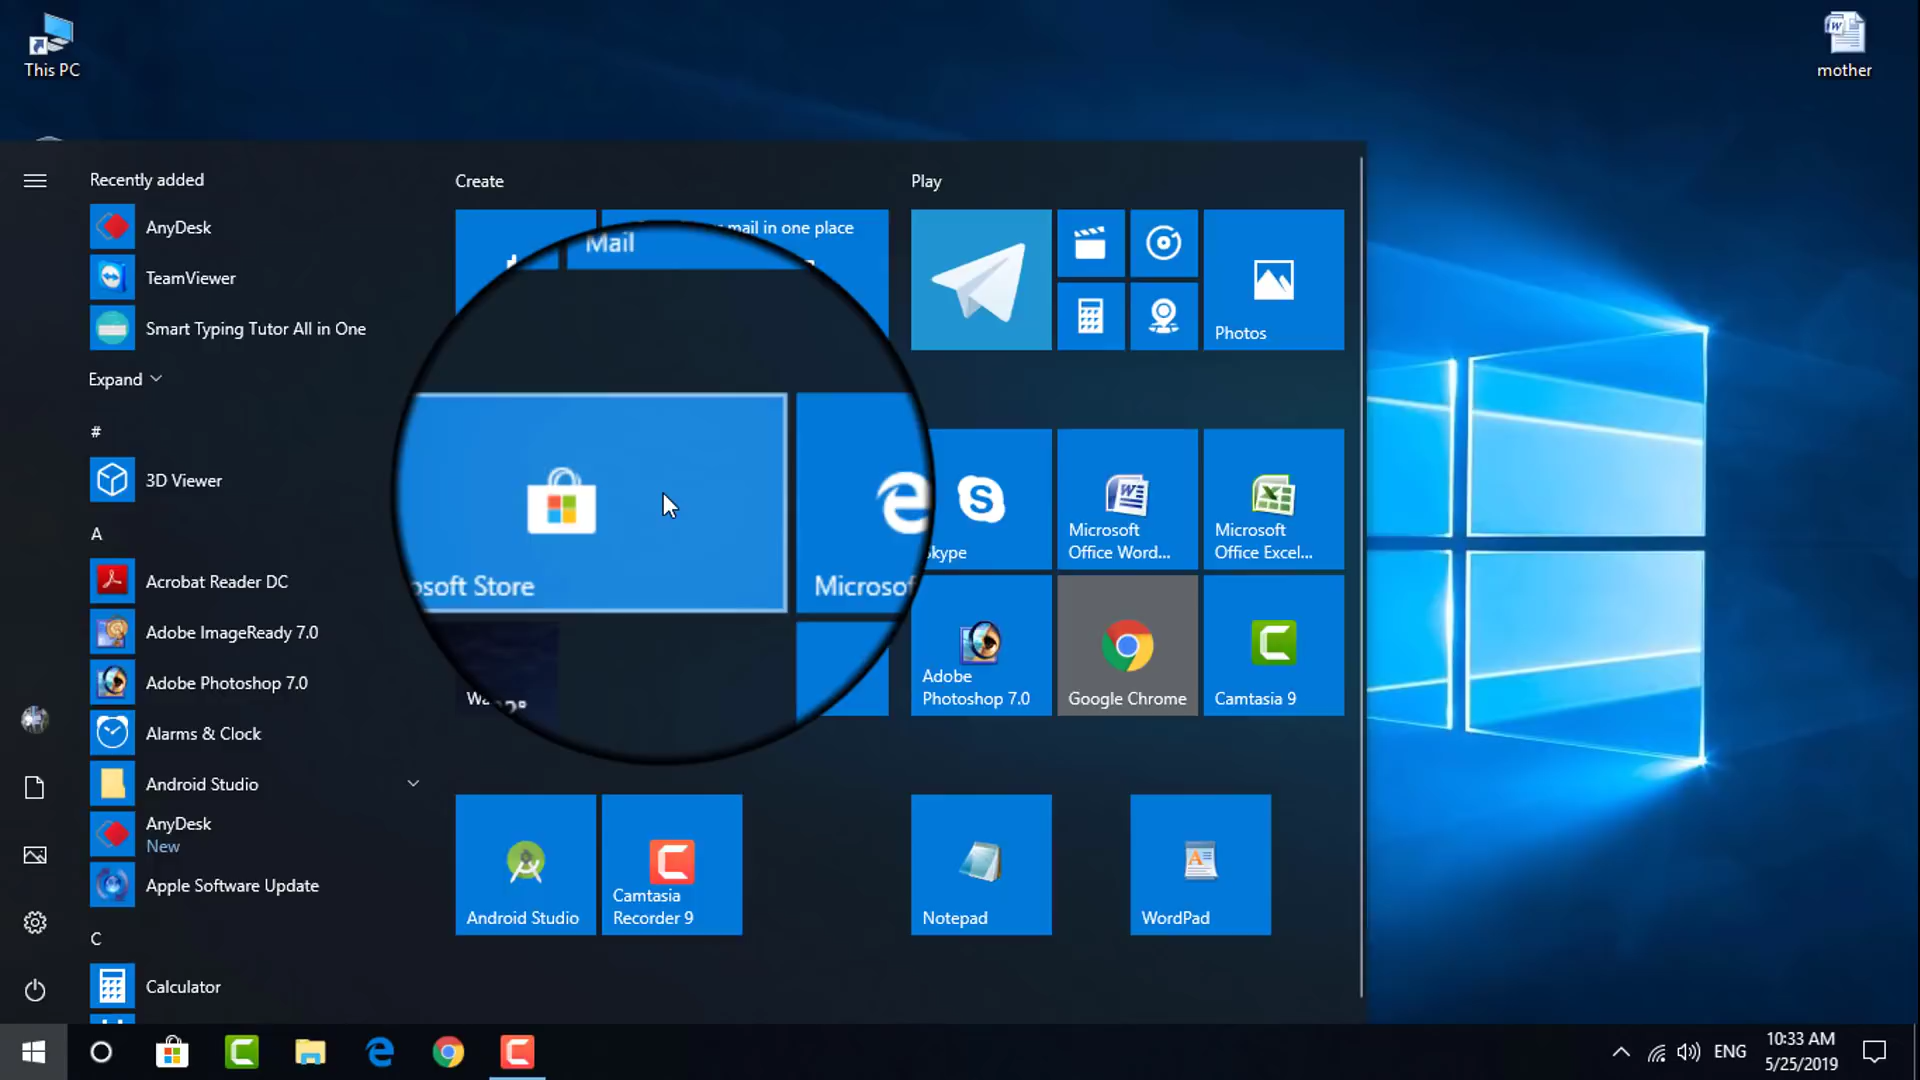 This PC
mother
Recently added
AnyDesk
TeamViewer
Smart Typing Tutor All in One
Expand
#
3D Viewer
A
Acrobat Reader DC
Adobe ImageReady 7.0
Adobe Photoshop 7.0
Alarms & Clock
Android Studio
AnyDesk
New
Apple Software Update
C
Calculator
Create
mail in one place
Mail
osoft Store
Microsof
Play
Photos
Skype
Microsoft
Office Word...
Microsoft
Office Excel...
Adobe
Photoshop 7.0
Google Chrome
Camtasia 9
Android Studio
Camtasia
Recorder 9
Notepad
WordPad
ENG
10:33 AM
5/25/2019